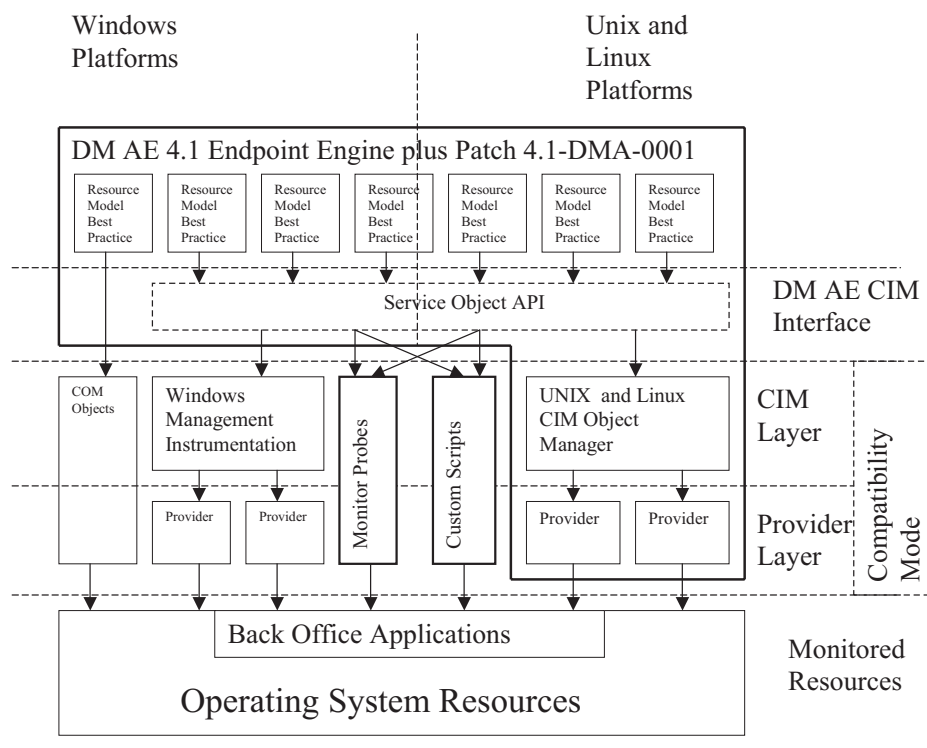 Windows
Platforms
Unix and
Linux
Platforms
DM AE 4.1 Endpoint Engine plus Patch 4.1-DMA-0001
Resource
Model
Best
Practice
Resource
Model
Best
Practice
Resource
Model
Best
Practice
Resource
Model
Best
Practice
Resource
Model
Best
Practice
Resource
Model
Best
Practice
Resource
Model
Best
Practice
Service Object API
DM AE CIM
Interface
COM
Objects
Windows
Management
Instrumentation
Monitor Probes
Custom Scripts
UNIX and Linux
CIM Object
Manager
CIM
Layer
Provider
Provider
Provider
Provider
Provider
Layer
Compatibility
Mode
Back Office Applications
Operating System Resources
Monitored
Resources